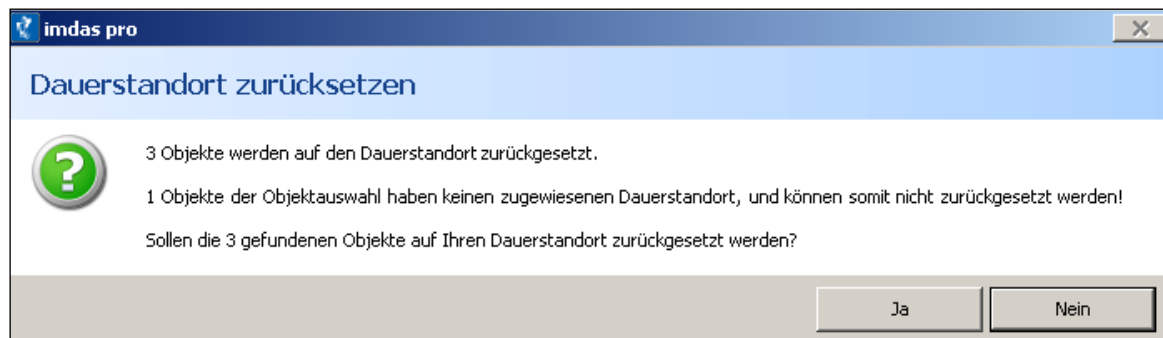 imdas pro
Dauerstandort zurücksetzen
3 Objekte werden auf den Dauerstandort zurückgesetzt.
1 Objekte der Objektauswahl haben keinen zugewiesenen Dauerstandort, und können somit nicht zurückgesetzt werden!
Sollen die 3 gefundenen Objekte auf Ihren Dauerstandort zurückgesetzt werden?
Ja
Nein